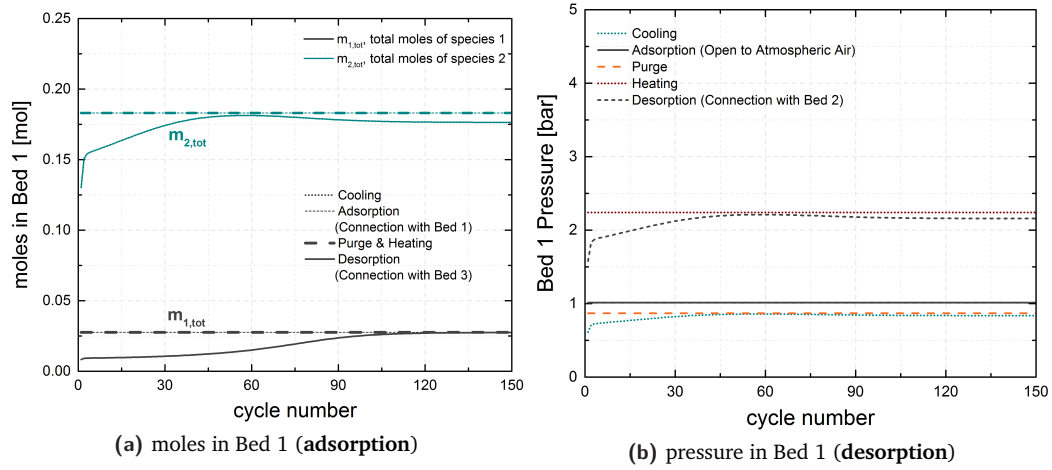 0.25
0.20
0.15
0.10
0.05
0.00
moles in Bed 1 [mol]
m1,tot, total moles of species 1
m2,tot, total moles of species 2
m2,tot
Cooling
Adsorption
(Connection with Bed 1)
Purge & Heating
Desorption
(Connection with Bed 3)
m1,tot
0 30 60 90 120 150
cycle number
(a) moles in Bed 1 (adsorption)
5
4
3
2
1
0
Bed 1 Pressure [bar]
Cooling
Adsorption (Open to Atmospheric Air)
Purge
Heating
Desorption (Connection with Bed 2)
0 30 60 90 120 150
cycle number
(b) pressure in Bed 1 (desorption)